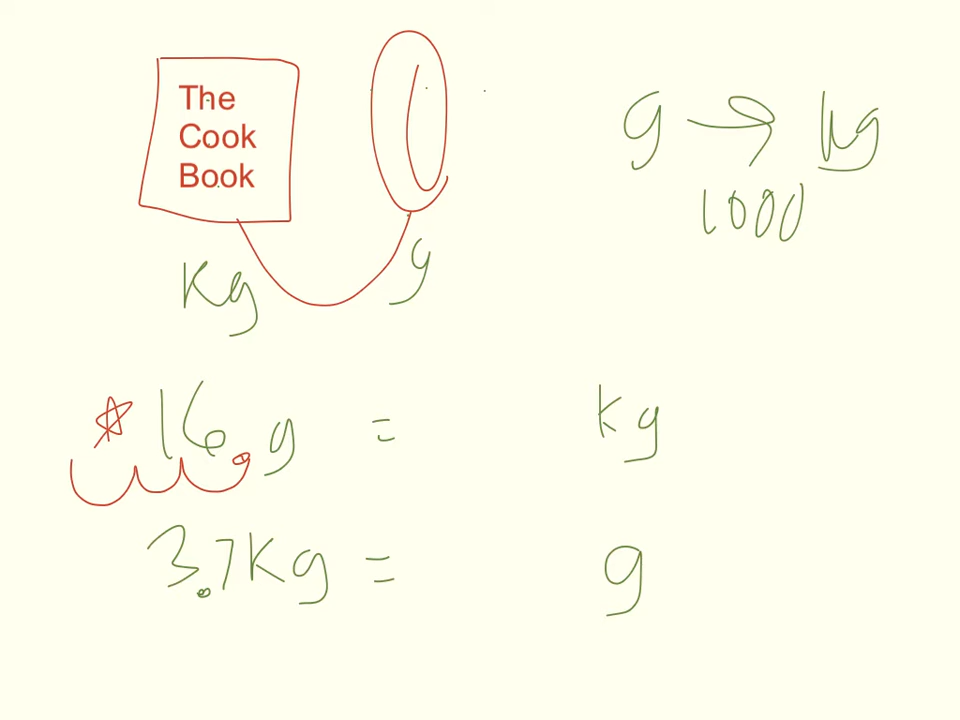 The
Cook
Book
g → kg
1000
Kg
g
16g = kg
3.7Kg = g